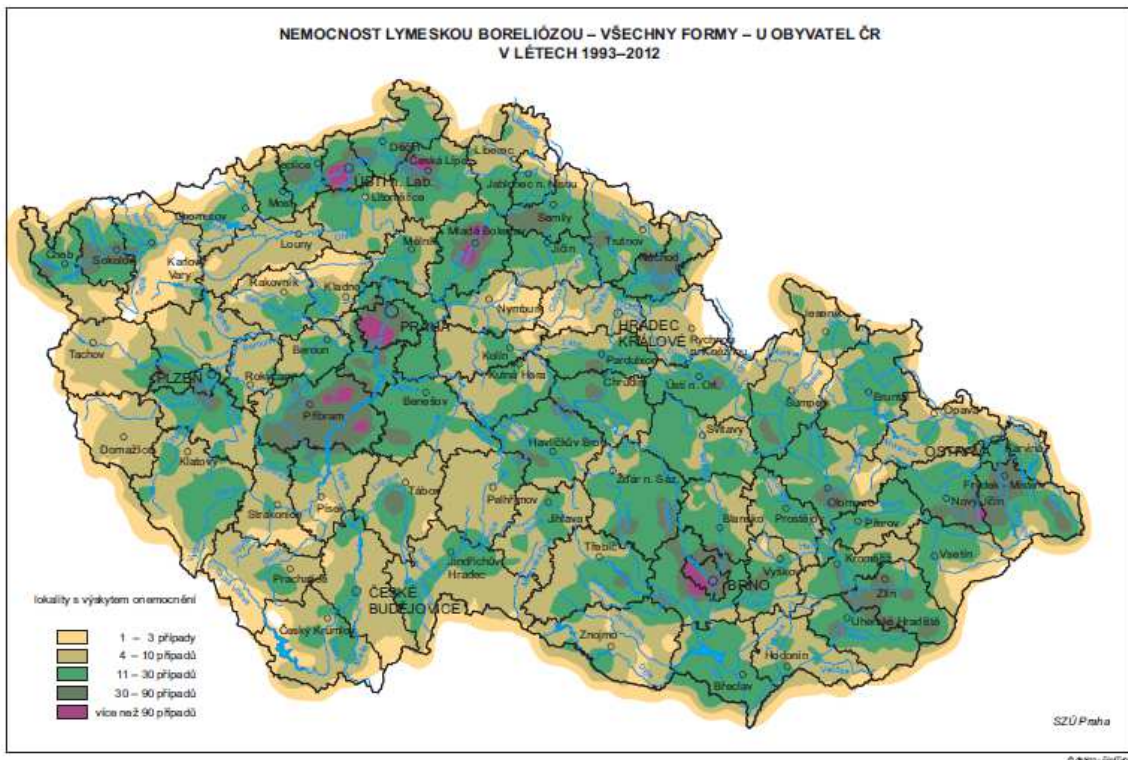 NEMOCNOST LYMESKOU BORELIÓZOU – VŠECHNY FORMY – U OBYVATEL ČR
V LÉTECH 1993–2012
Děčín
Liberec
Teplice
Česká Lípa
ÚSTÍ n. Lab.
Jablonec n. Nisou
Most
Litoměřice
Chomutov
Semily
Trutnov
Mladá Boleslav
Louny
Mělník
Jičín
Náchod
Cheb
Sokolov
Karlovy
Vary
Rakovník
Kladno
Nymburk
PRAHA
HRADEC
KRÁLOVÉ
Rychnov
n. Kněžnou
Jeseník
Tachov
Beroun
Kolín
Pardubice
Kutná Hora
PLZEŇ
Rokycany
Chrudim
Ústí n. Orl.
Benešov
Šumperk
Bruntál
Příbram
Opava
Svitavy
Domažlice
Klatovy
Havlíčkův Brod
OSTRAVA
Karviná
Žďar n. Sáz.
Frýdek - Místek
Tábor
Pelhřimov
Olomouc
Nový Jičín
Strakonice
Písek
Jihlava
Blansko
Prostějov
Přerov
Třebíč
Vsetín
Jindřichův
Hradec
Vyškov
Kroměříž
Prachatice
BRNO
Zlín
ČESKÉ
BUDĚJOVICE
lokality s výskytem onemocnění
Uherské Hradiště
Český Krumlov
Znojmo
Hodonín
Břeclav
1 – 3 případy
4 – 10 případů
11 – 30 případů
30 – 90 případů
více než 90 případů
SZÚ Praha